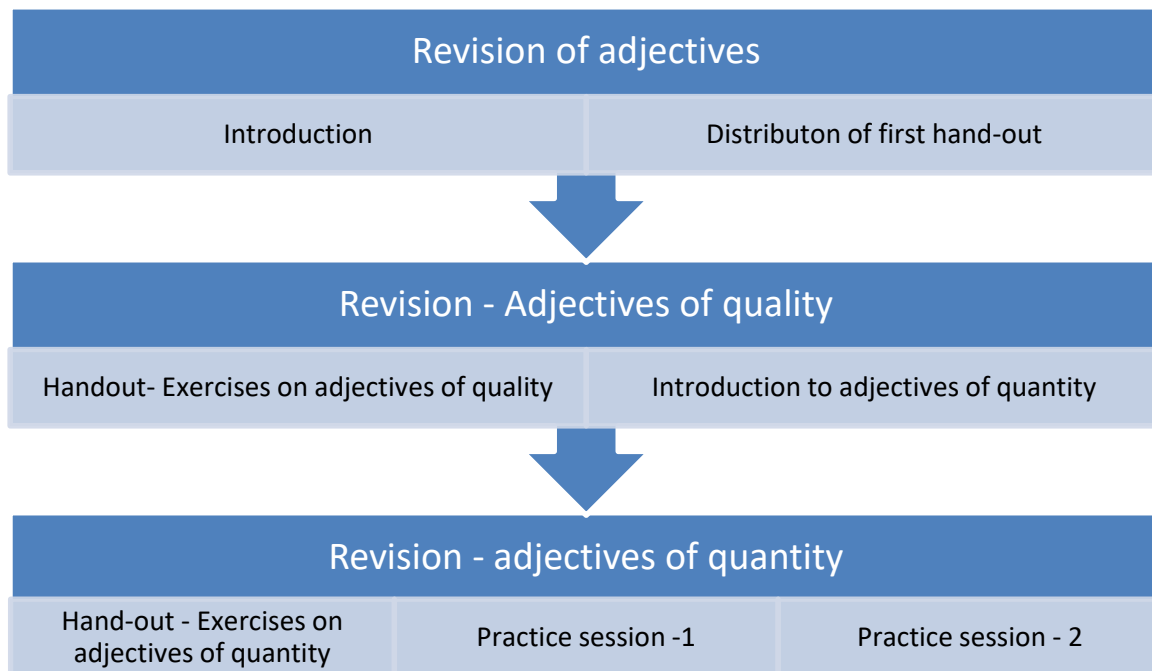 Revision of adjectives
Introduction
Distributon of first hand-out
Revision - Adjectives of quality
Handout- Exercises on adjectives of quality
Introduction to adjectives of quantity
Revision - adjectives of quantity
Hand-out - Exercises on
adjectives of quantity
Practice session -1
Practice session - 2